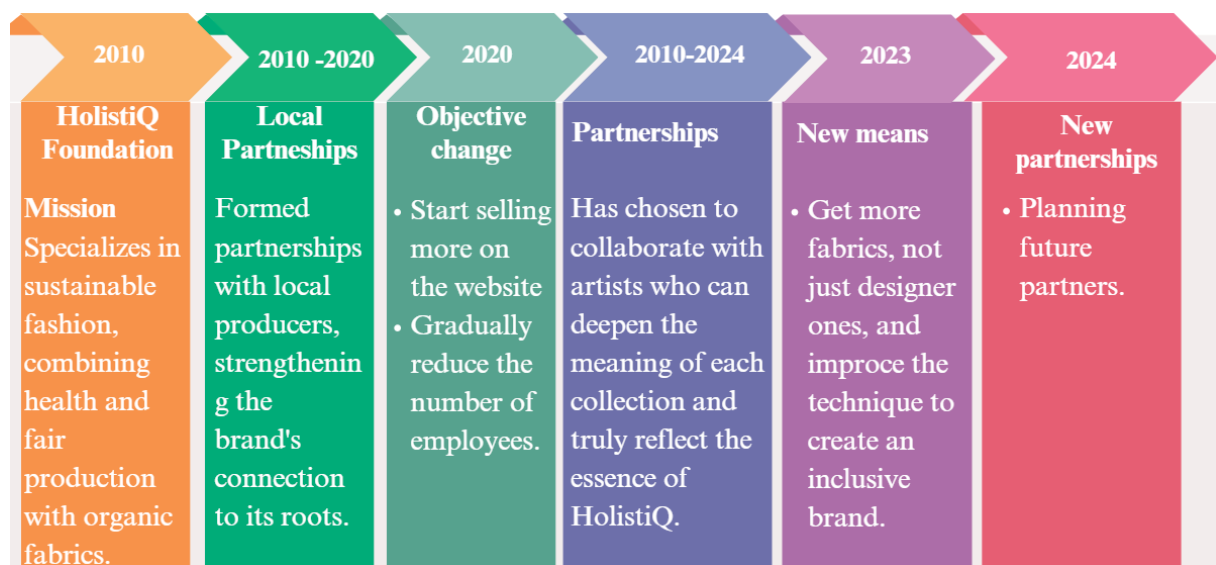 2010
HolistiQ
Foundation
Mission
Specializes in
sustainable
fashion,
combining
health and
fair
production
with organic
fabrics.
2010 -2020
Local
Partneships
Formed
partnerships
with local
producers,
strengthenin
g the
brand's
connection
to its roots.
2020
Objective
change
• Start selling
more on
the website
• Gradually
reduce the
number of
employees.
2010-2024
Partnerships
Has chosen to
collaborate with
artists who can
deepen the
meaning of each
collection and
truly reflect the
essence of
HolistiQ.
2023
New means
• Get more
fabrics, not
just designer
ones, and
improce the
technique to
create an
inclusive
brand.
2024
New
partnerships
• Planning
future
partners.